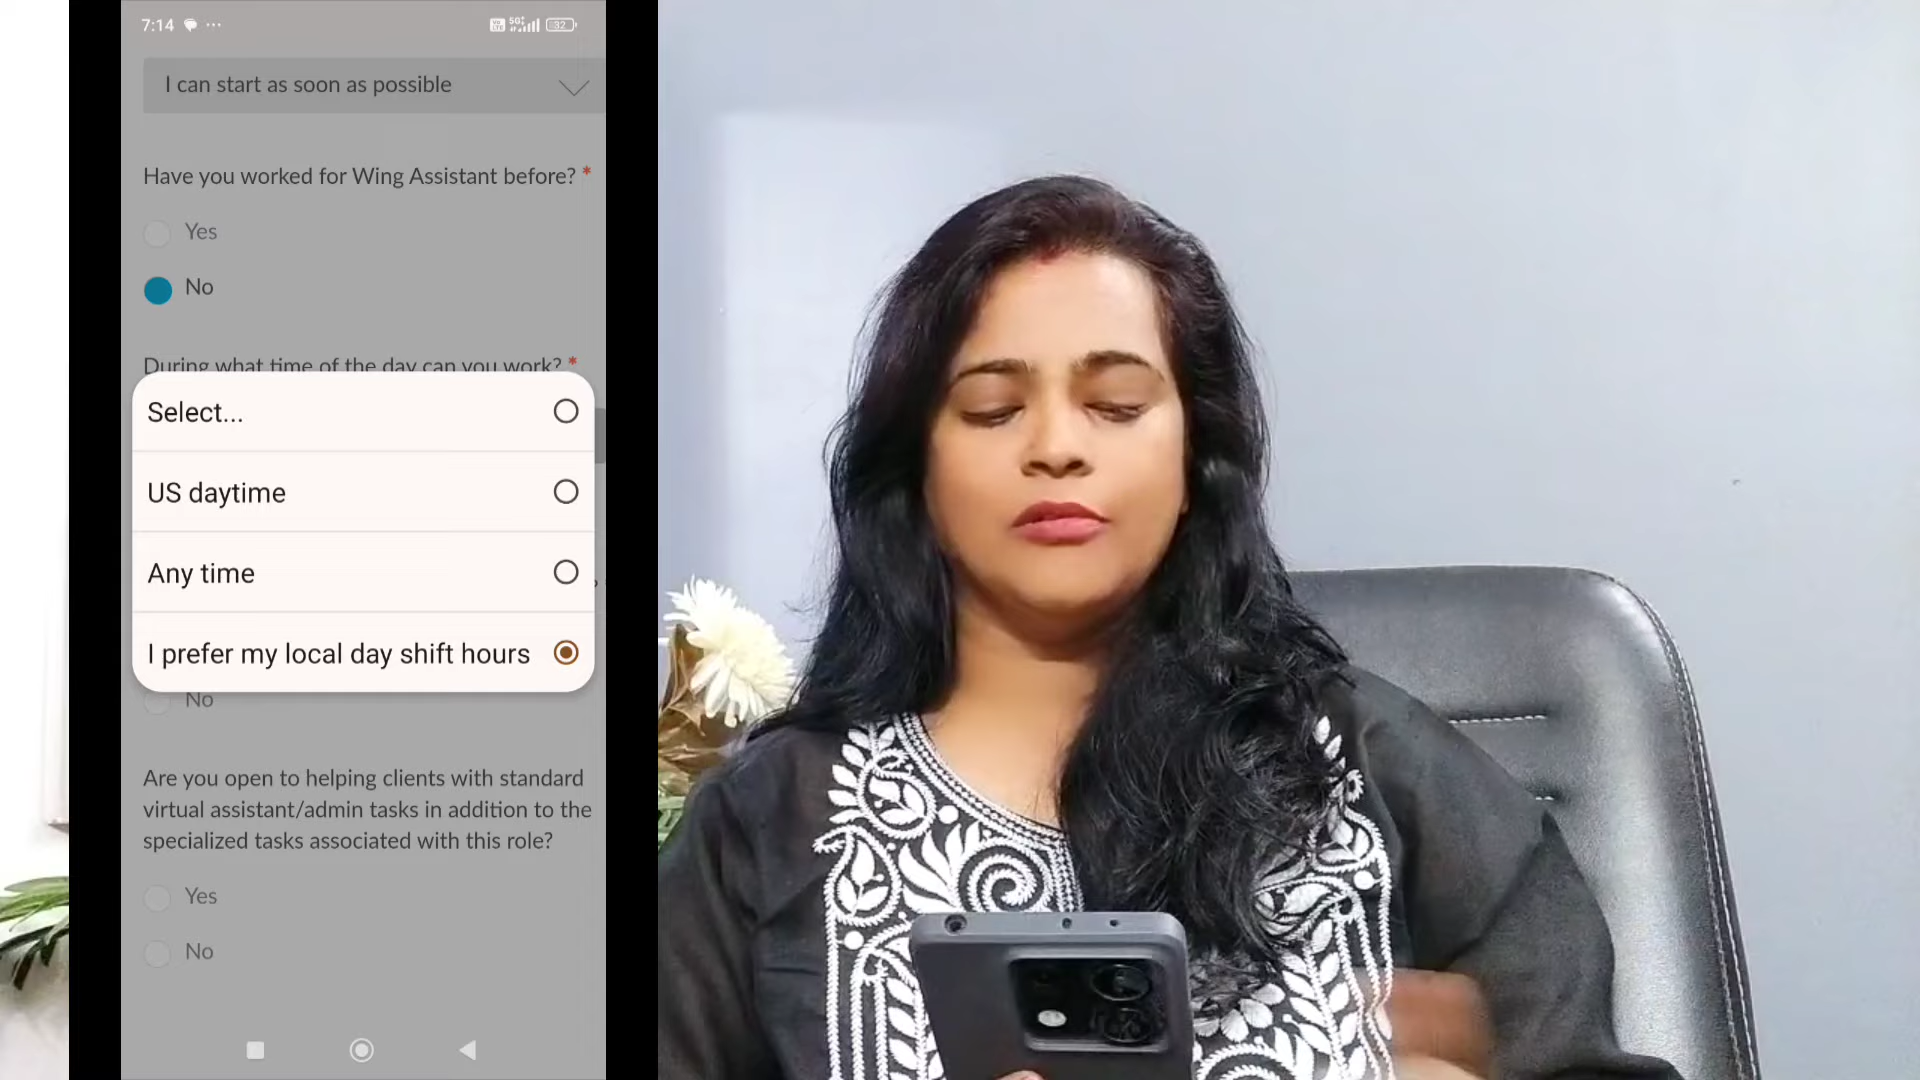 7:14
5G
32
I can start as soon as possible
Have you worked for Wing Assistant before? *
Yes
No
During what time of the day can you work? *
Select...
US daytime
Any time
I prefer my local day shift hours
No
Are you open to helping clients with standard
virtual assistant/admin tasks in addition to the
specialized tasks associated with this role?
Yes
No